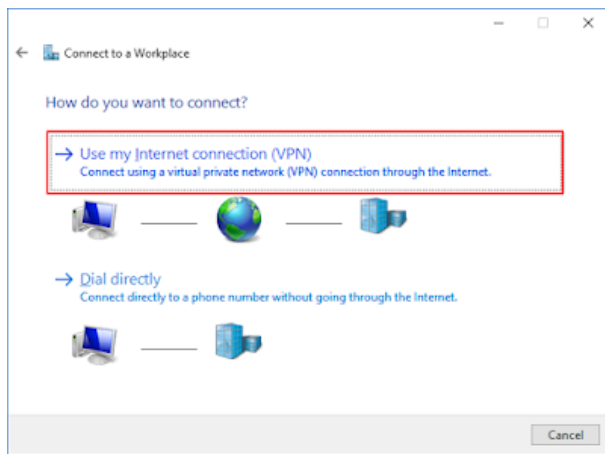 Connect to a Workplace
How do you want to connect?
Use my Internet connection (VPN)
Connect using a virtual private network (VPN) connection through the Internet.
Dial directly
Connect directly to a phone number without going through the Internet.
Cancel